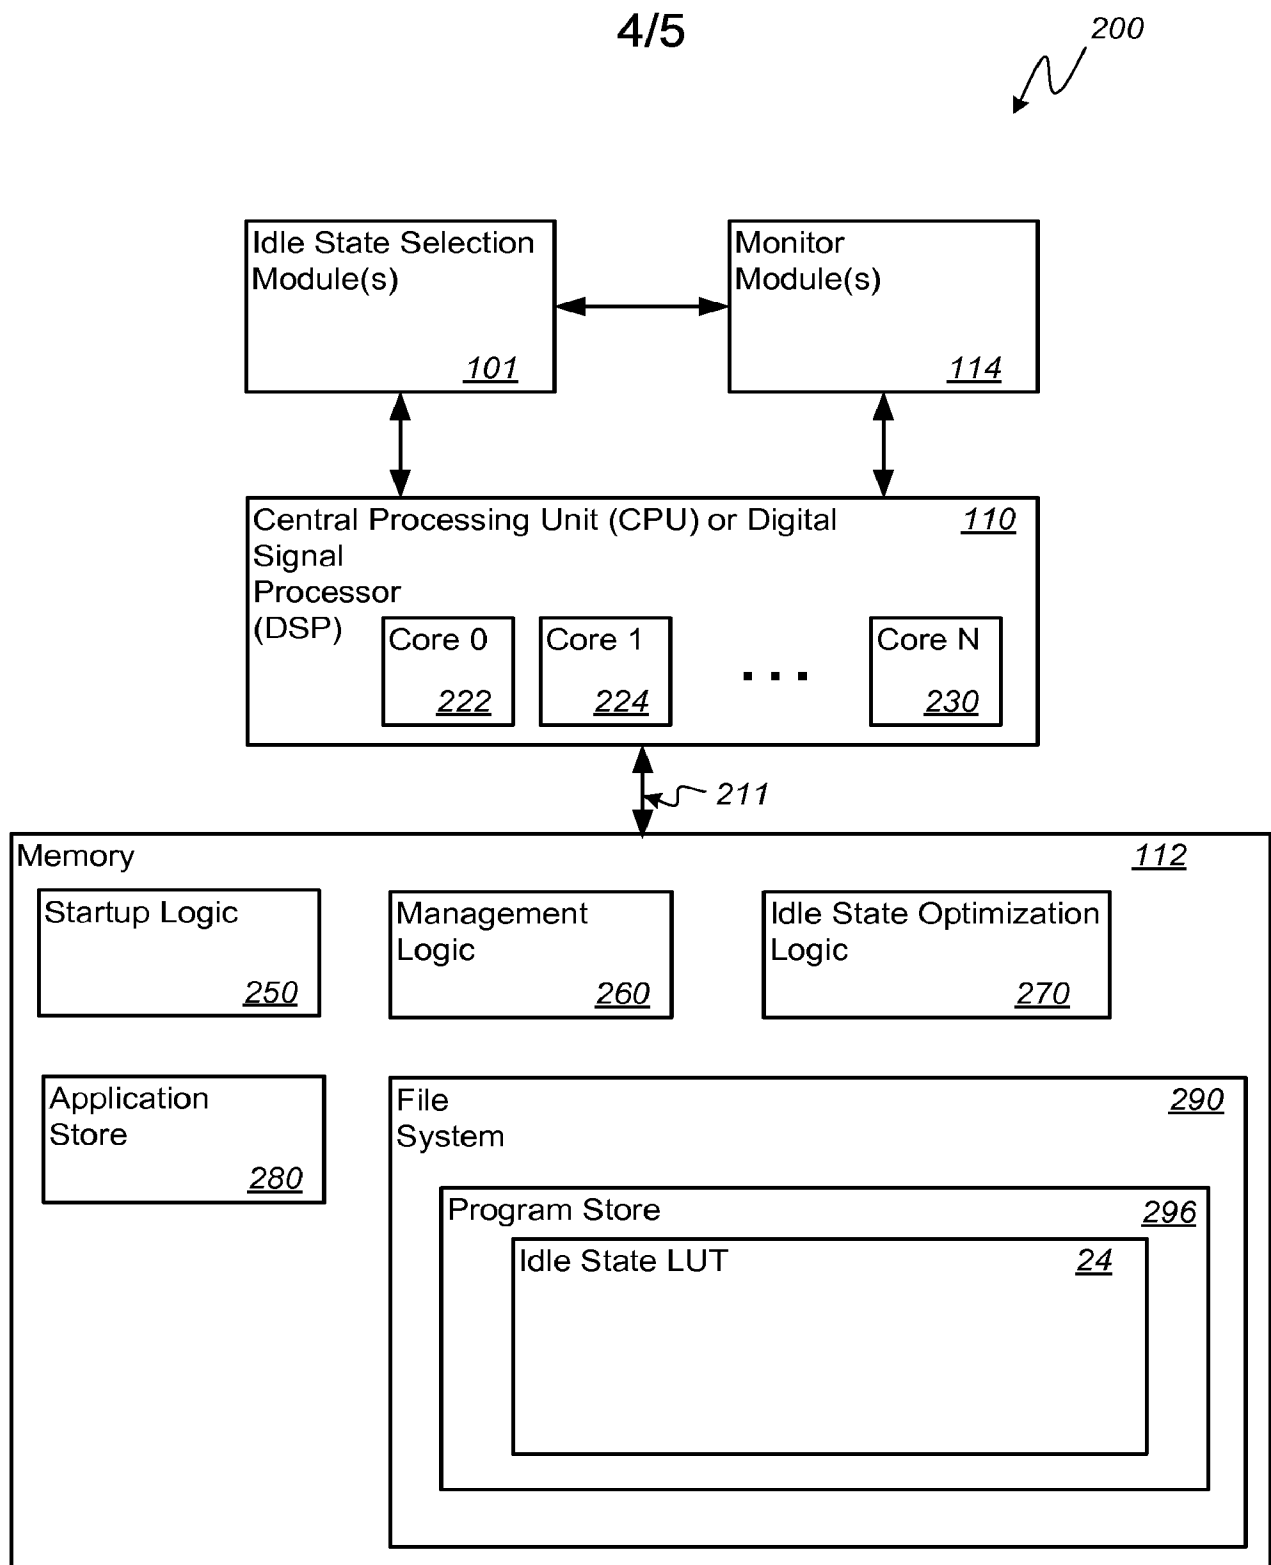 4/5
200
Idle State Selection
Module(s)
101
Monitor
Module(s)
114
Central Processing Unit (CPU) or Digital
Signal
Processor
(DSP)
110
Core 0
222
Core 1
224
...
Core N
230
211
Memory
112
Startup Logic
250
Management
Logic
260
Idle State Optimization
Logic
270
Application
Store
280
File
System
290
Program Store
296
Idle State LUT
24